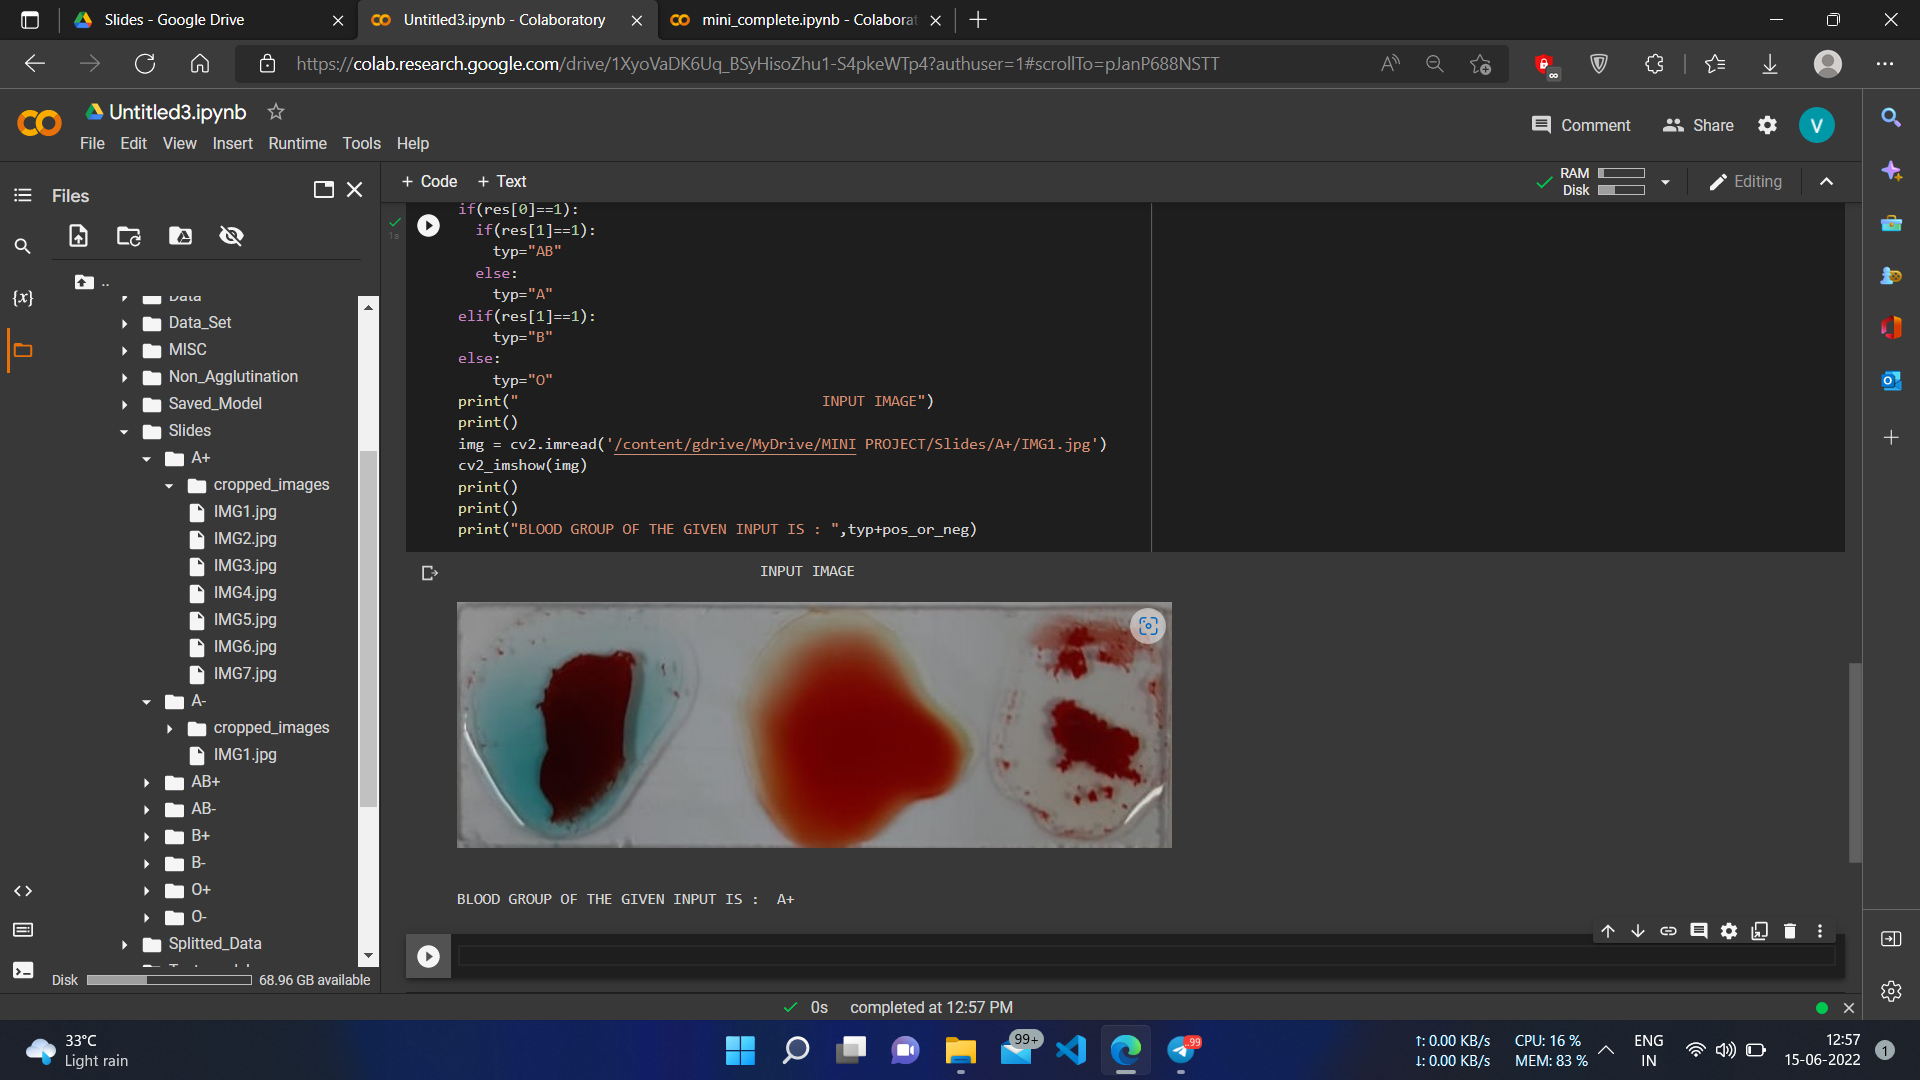 Slides - Google Drive
Untitled3.ipynb - Colaboratory
mini_complete.ipynb - Colaborat
https://colab.research.google.com/drive/1XyoVaDK6Uq_BSyHisoZhu1-S4pkeWTp4?authuser=1#scrollTo=pJanP688NSTT
Untitled3.ipynb
Comment
Share
V
File Edit View Insert Runtime Tools Help
Files
+ Code + Text
RAM
Disk
Editing
..
Data
Data_Set
MISC
Non_Agglutination
Saved_Model
Slides
A+
cropped_images
IMG1.jpg
IMG2.jpg
IMG3.jpg
IMG4.jpg
IMG5.jpg
IMG6.jpg
IMG7.jpg
A-
cropped_images
IMG1.jpg
AB+
AB-
B+
B-
O+
O-
Splitted_Data
Disk 68.96 GB available
{x}
1s
if(res[0]==1):
if(res[1]==1):
typ="AB"
else:
typ="A"
elif(res[1]==1):
typ="B"
else:
typ="O"
print(" INPUT IMAGE")
print()
img = cv2.imread('/content/gdrive/MyDrive/MINI PROJECT/Slides/A+/IMG1.jpg')
cv2_imshow(img)
print()
print()
print("BLOOD GROUP OF THE GIVEN INPUT IS : ",typ+pos_or_neg)
INPUT IMAGE
BLOOD GROUP OF THE GIVEN INPUT IS : A+
0s completed at 12:57 PM
33°C
Light rain
99+
99
↑: 0.00 KB/s
↓: 0.00 KB/s
CPU: 16 %
MEM: 83 %
ENG
IN
12:57
15-06-2022
1